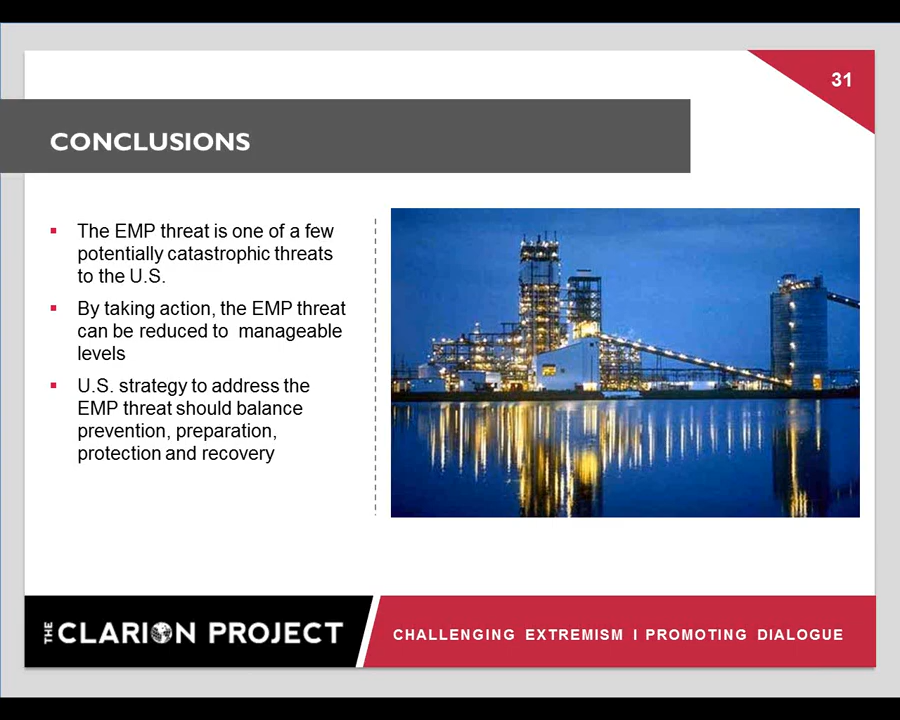 31
CONCLUSIONS
▪ The EMP threat is one of a few
potentially catastrophic threats
to the U.S.
▪ By taking action, the EMP threat
can be reduced to  manageable
levels
▪ U.S. strategy to address the
EMP threat should balance
prevention, preparation,
protection and recovery
THE CLARION PROJECT
CHALLENGING EXTREMISM I PROMOTING DIALOGUE